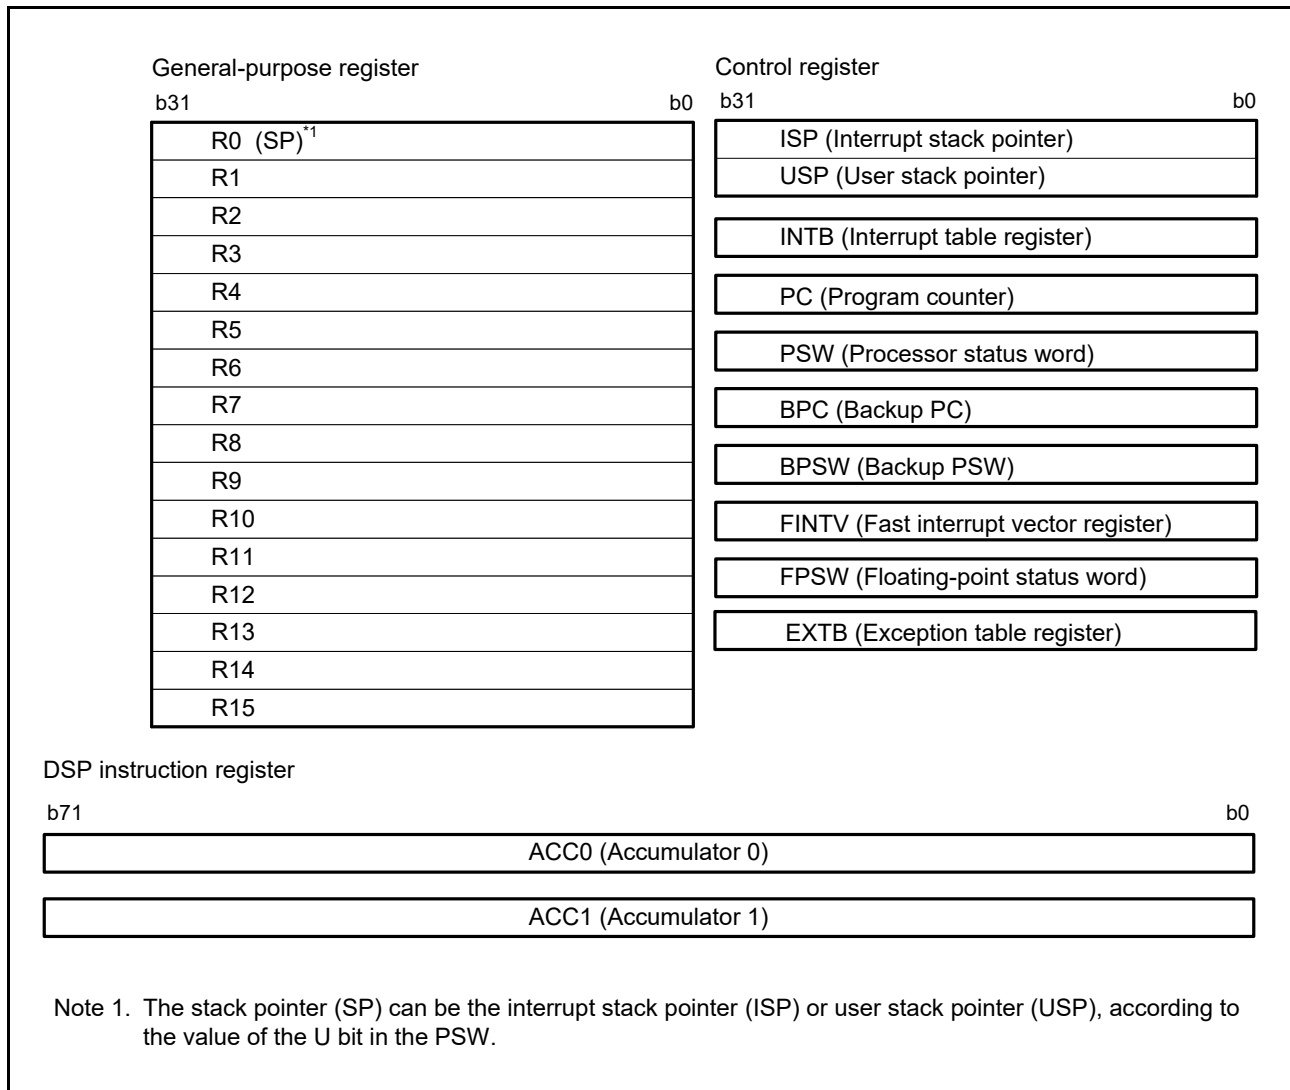 General-purpose register
b31 b0
R0 (SP)*1
R1
R2
R3
R4
R5
R6
R7
R8
R9
R10
R11
R12
R13
R14
R15
Control register
b31 b0
ISP (Interrupt stack pointer)
USP (User stack pointer)
INTB (Interrupt table register)
PC (Program counter)
PSW (Processor status word)
BPC (Backup PC)
BPSW (Backup PSW)
FINTV (Fast interrupt vector register)
FPSW (Floating-point status word)
EXTB (Exception table register)
DSP instruction register
b71 b0
ACC0 (Accumulator 0)
ACC1 (Accumulator 1)
Note 1. The stack pointer (SP) can be the interrupt stack pointer (ISP) or user stack pointer (USP), according to
the value of the U bit in the PSW.